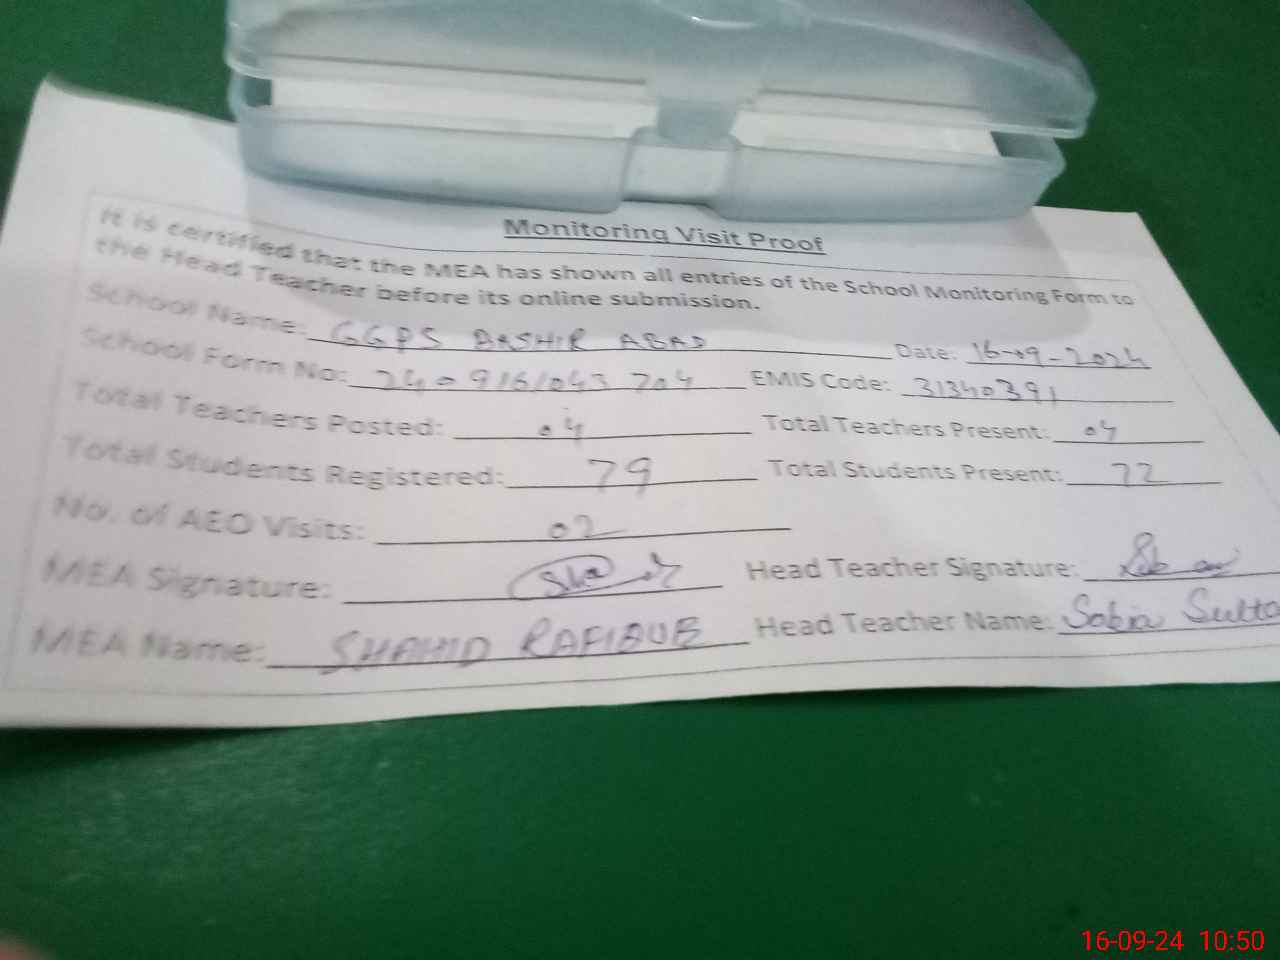 Monitoring Visit Proof
It is certified that the MEA has shown all entries of the School Monitoring Form to
the Head Teacher before its online submission.
School Name: GGPS BASHIR ABAD Date: 16-09-2024
School Form No: 2409161043704 EMIS Code: 31340391
Total Teachers Posted: 04 Total Teachers Present: 04
Total Students Registered: 79 Total Students Present: 72
No. of AEO Visits: 02
MEA Signature: Head Teacher Signature:
MEA Name: SHAHID RAFIQUE Head Teacher Name: Sobia Sulta
16-09-24 10:50